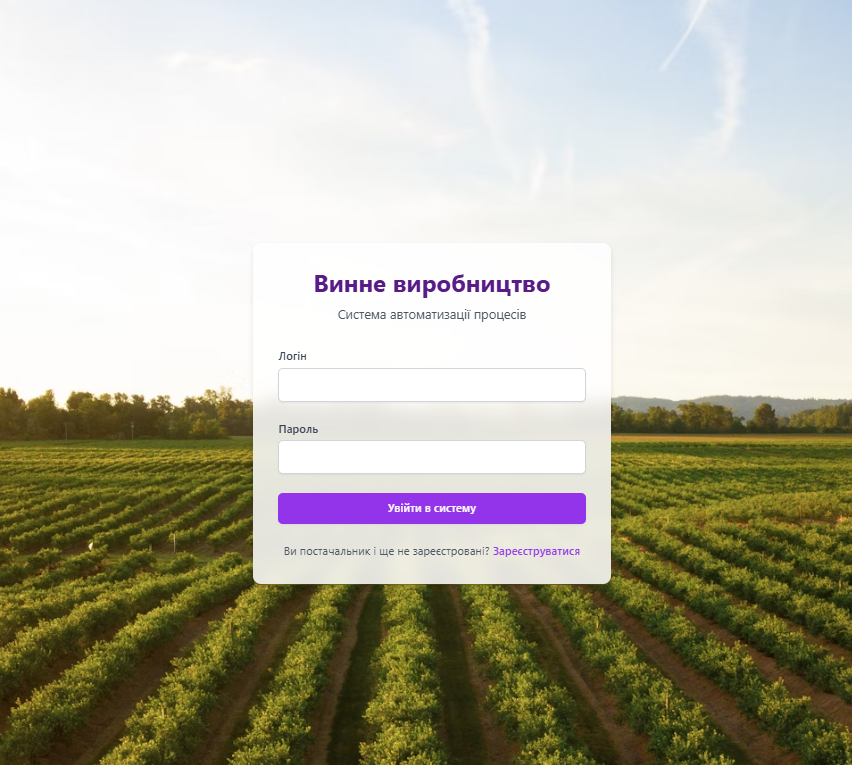 Винне виробництво
Система автоматизації процесів
Логін
Пароль
Увійти в систему
Ви постачальник і ще не зареєстровані? Зареєструватися